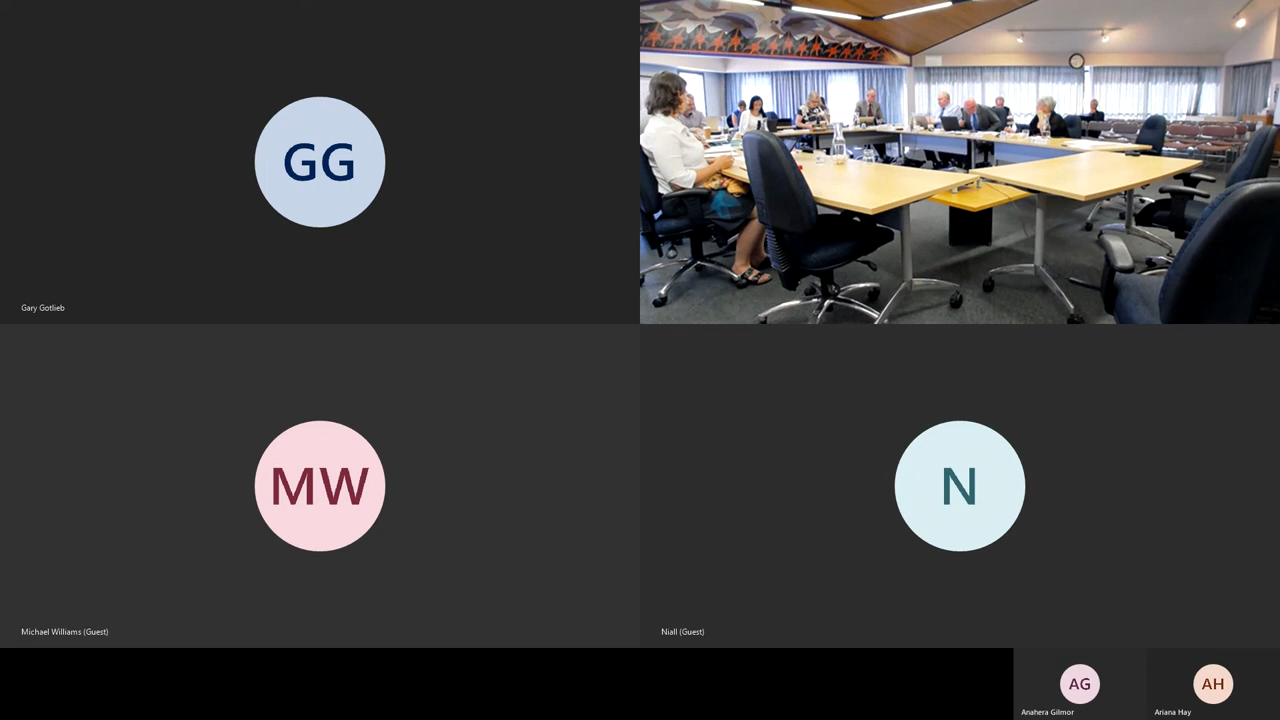 GG
Gary Gotlieb
MW
Michael Williams (Guest)
N
Niall (Guest)
AG
Anahera Gilmor
AH
Ariana Hay